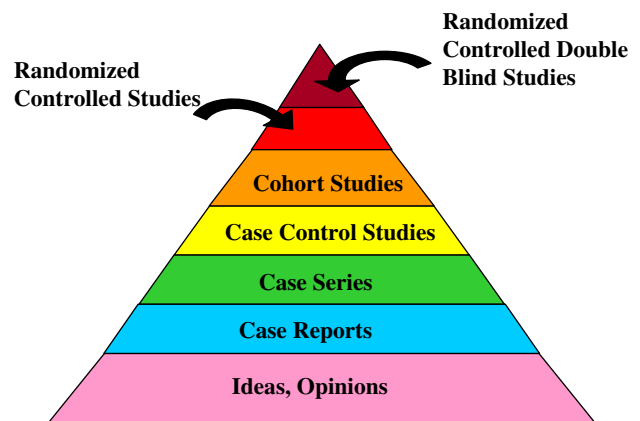 Randomized
Controlled Double
Blind Studies
Randomized
Controlled Studies
Cohort Studies
Case Control Studies
Case Series
Case Reports
Ideas, Opinions